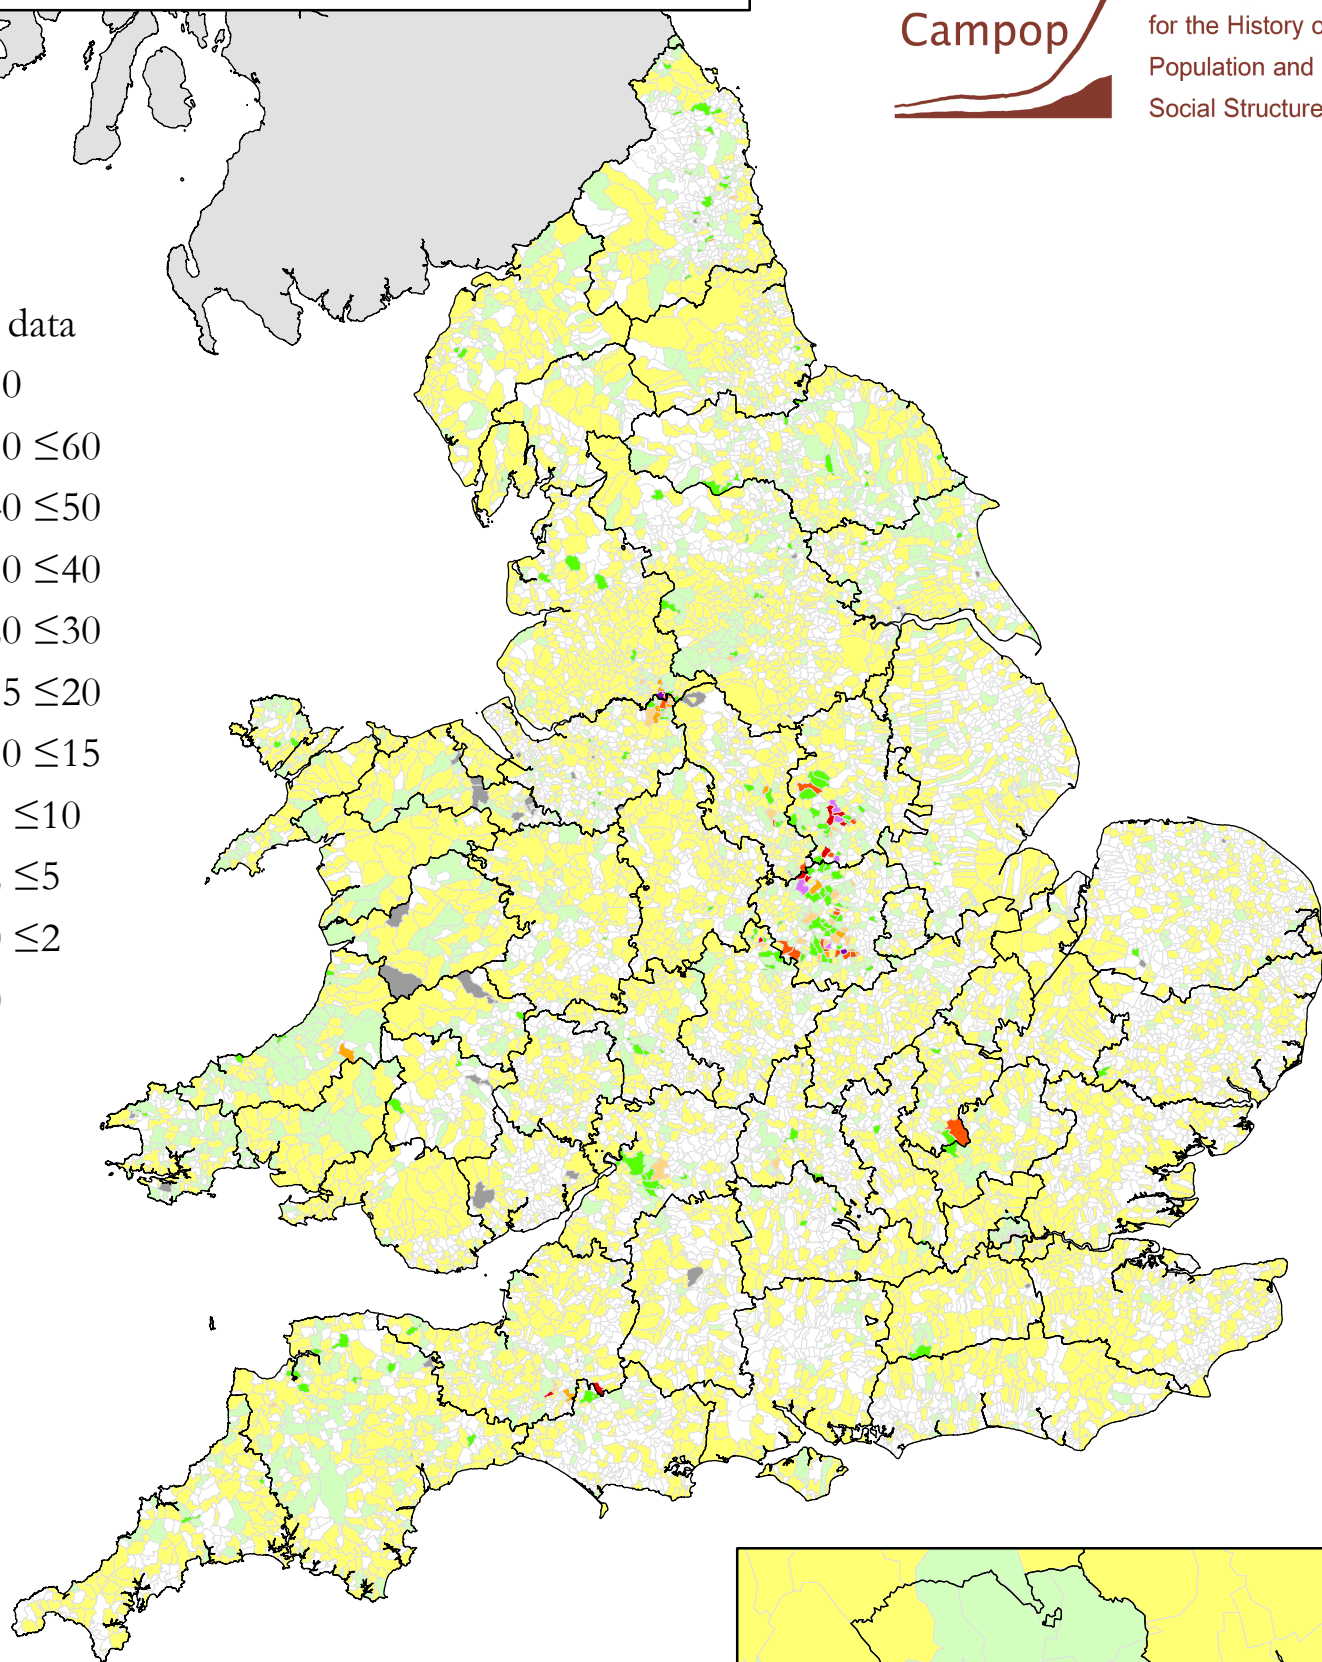 Campop
for the History o
Population and
Social Structure
data
0
0 ≤60
0 ≤50
0 ≤40
0 ≤30
5 ≤20
0 ≤15
≤10
≤5
≤2